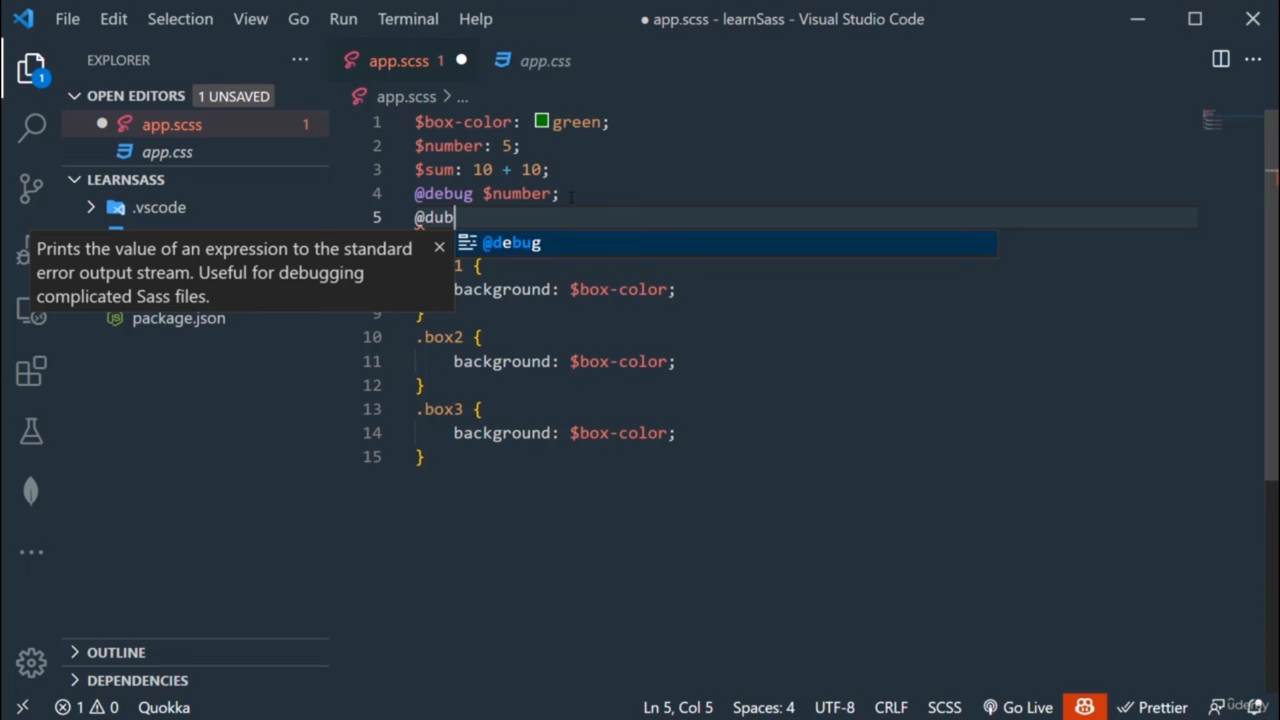 File Edit Selection View Go Run Terminal Help
● app.scss - learnSass - Visual Studio Code
EXPLORER
app.scss 1
app.css
OPEN EDITORS 1 UNSAVED
app.scss > ...
app.scss 1
app.css
LEARNSASS
.vscode
package.json
1 $box-color: green;
2 $number: 5;
3 $sum: 10 + 10;
4 @debug $number;
5 @dub
@debug
Prints the value of an expression to the standard
error output stream. Useful for debugging
complicated Sass files.
1 {
background: $box-color;
9 }
10 .box2 {
11 background: $box-color;
12 }
13 .box3 {
14 background: $box-color;
15 }
OUTLINE
DEPENDENCIES
1 0 Quokka
Ln 5, Col 5 Spaces: 4 UTF-8 CRLF SCSS Go Live Prettier
udemy